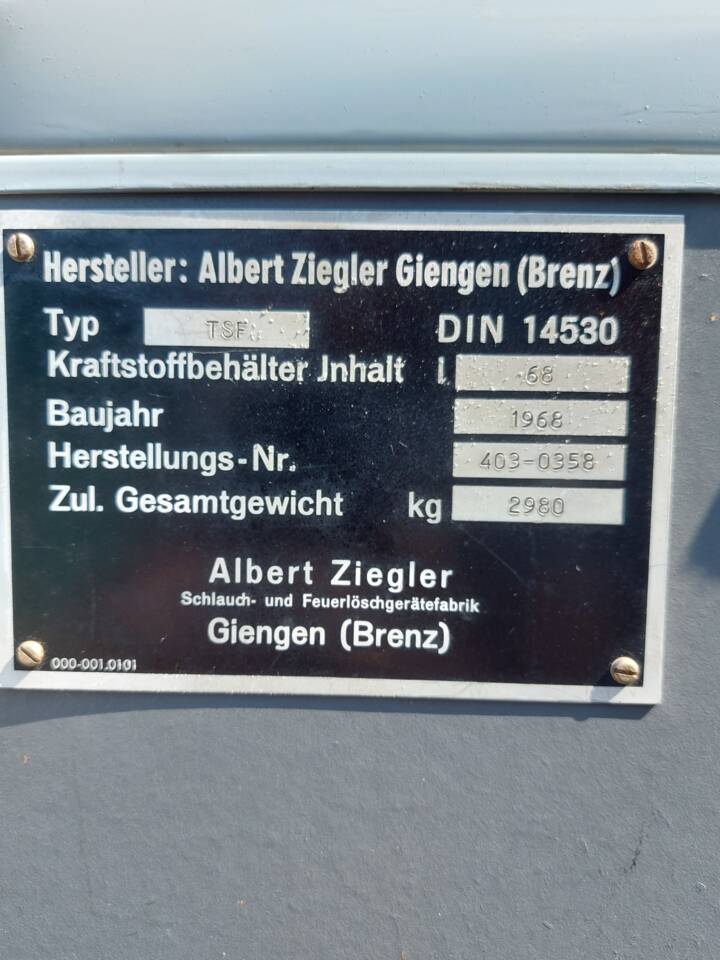 Hersteller: Albert Ziegler Giengen (Brenz)
Typ TSF DIN 14530
Kraftstoffbehälter Jnhalt l 68
Baujahr 1968
Herstellungs-Nr. 403-0358
Zul. Gesamtgewicht kg 2980
Albert Ziegler
Schlauch- und Feuerlöschgerätefabrik
Giengen (Brenz)
000-001.0101